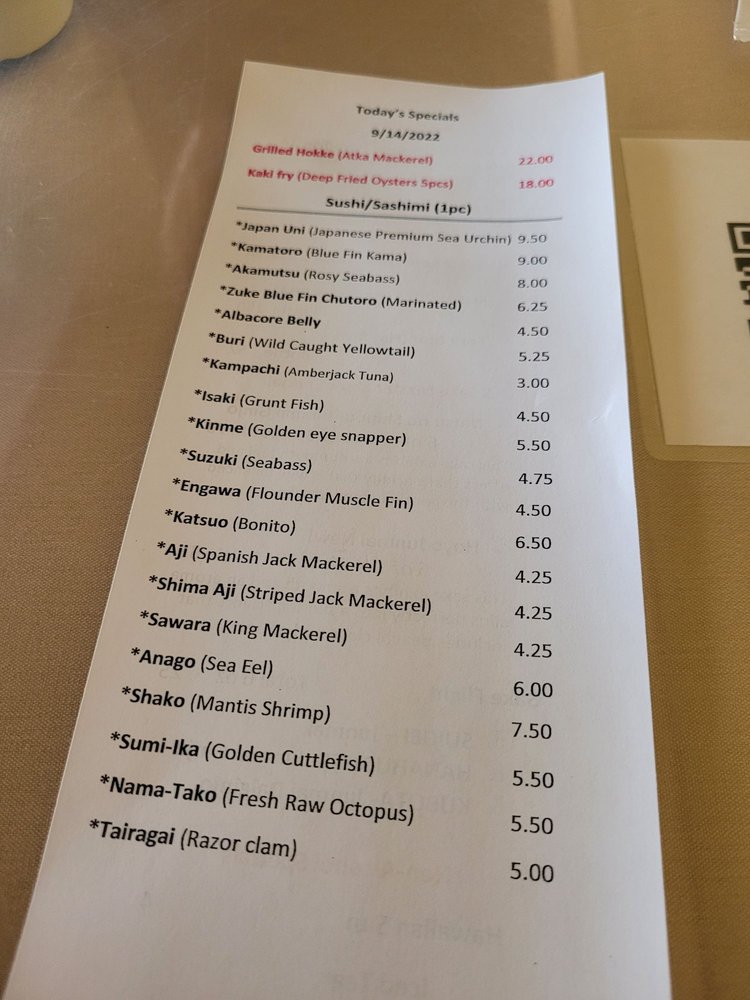 Today's Specials
9/14/2022
Grilled Hokke (Atka Mackerel) 22.00
Kaki fry (Deep Fried Oysters 5pcs) 18.00
Sushi/Sashimi (1pc)
*Japan Uni (Japanese Premium Sea Urchin) 9.50
*Kamatoro (Blue Fin Kama) 9.00
*Akamutsu (Rosy Seabass) 8.00
*Zuke Blue Fin Chutoro (Marinated) 6.25
*Albacore Belly 4.50
*Buri (Wild Caught Yellowtail) 5.25
*Kampachi (Amberjack Tuna) 3.00
*Isaki (Grunt Fish) 4.50
*Kinme (Golden eye snapper) 5.50
*Suzuki (Seabass) 4.75
*Engawa (Flounder Muscle Fin) 4.50
*Katsuo (Bonito) 6.50
*Aji (Spanish Jack Mackerel) 4.25
*Shima Aji (Striped Jack Mackerel) 4.25
*Sawara (King Mackerel) 4.25
*Anago (Sea Eel) 6.00
*Shako (Mantis Shrimp) 7.50
*Sumi-Ika (Golden Cuttlefish) 5.50
*Nama-Tako (Fresh Raw Octopus) 5.50
*Tairagai (Razor clam) 5.00